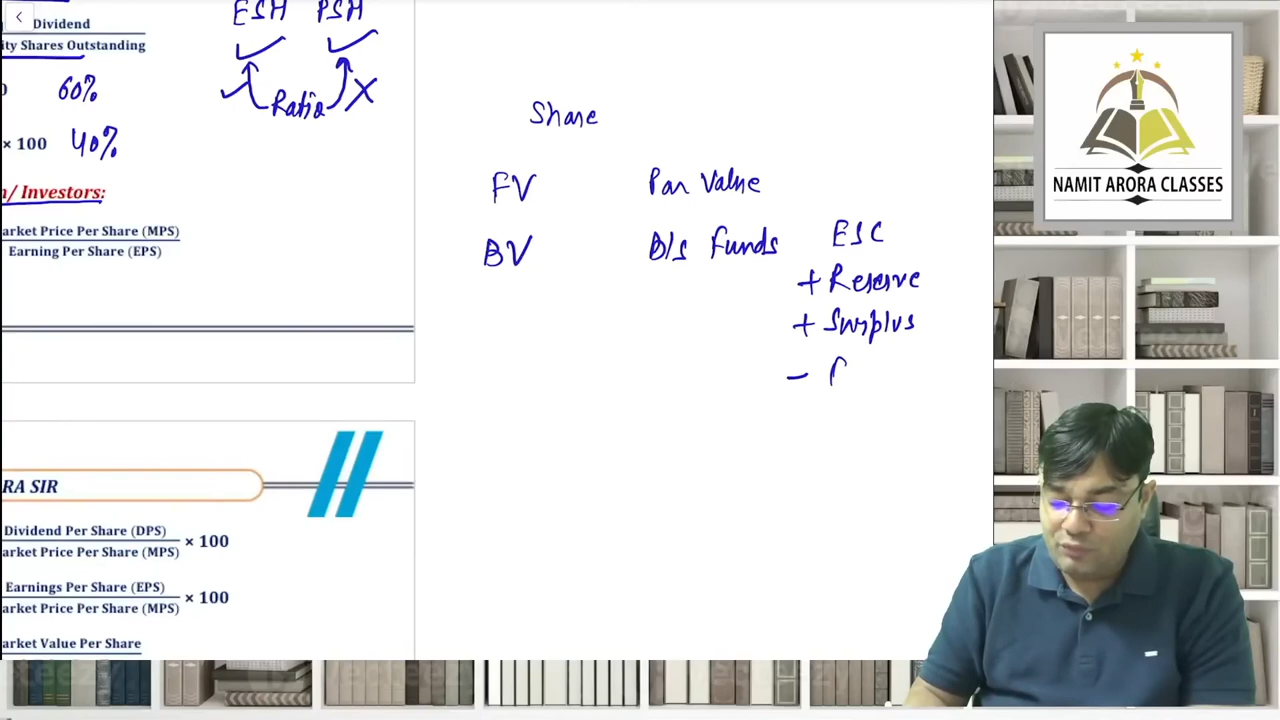 ESH PSH
Dividend
ity Shares Outstanding
60%
Ratio
× 100 40%
n/ Investors:
arket Price Per Share (MPS)
Earning Per Share (EPS)
Share
FV Par Value
BV B/s Funds ESC
+ Reserve
+ Surplus
-
RA SIR
Dividend Per Share (DPS)
arket Price Per Share (MPS)
× 100
Earnings Per Share (EPS)
arket Price Per Share (MPS)
× 100
arket Value Per Share
NAMIT ARORA CLASSES